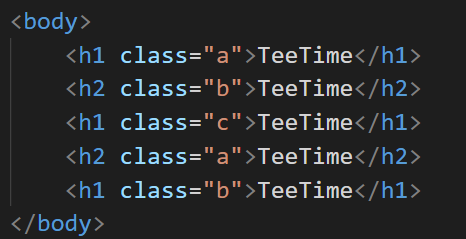 <body>
<h1 class="a">TeeTime</h1>
<h2 class="b">TeeTime</h2>
<h1 class="c">TeeTime</h1>
<h2 class="a">TeeTime</h2>
<h1 class="b">TeeTime</h1>
</body>